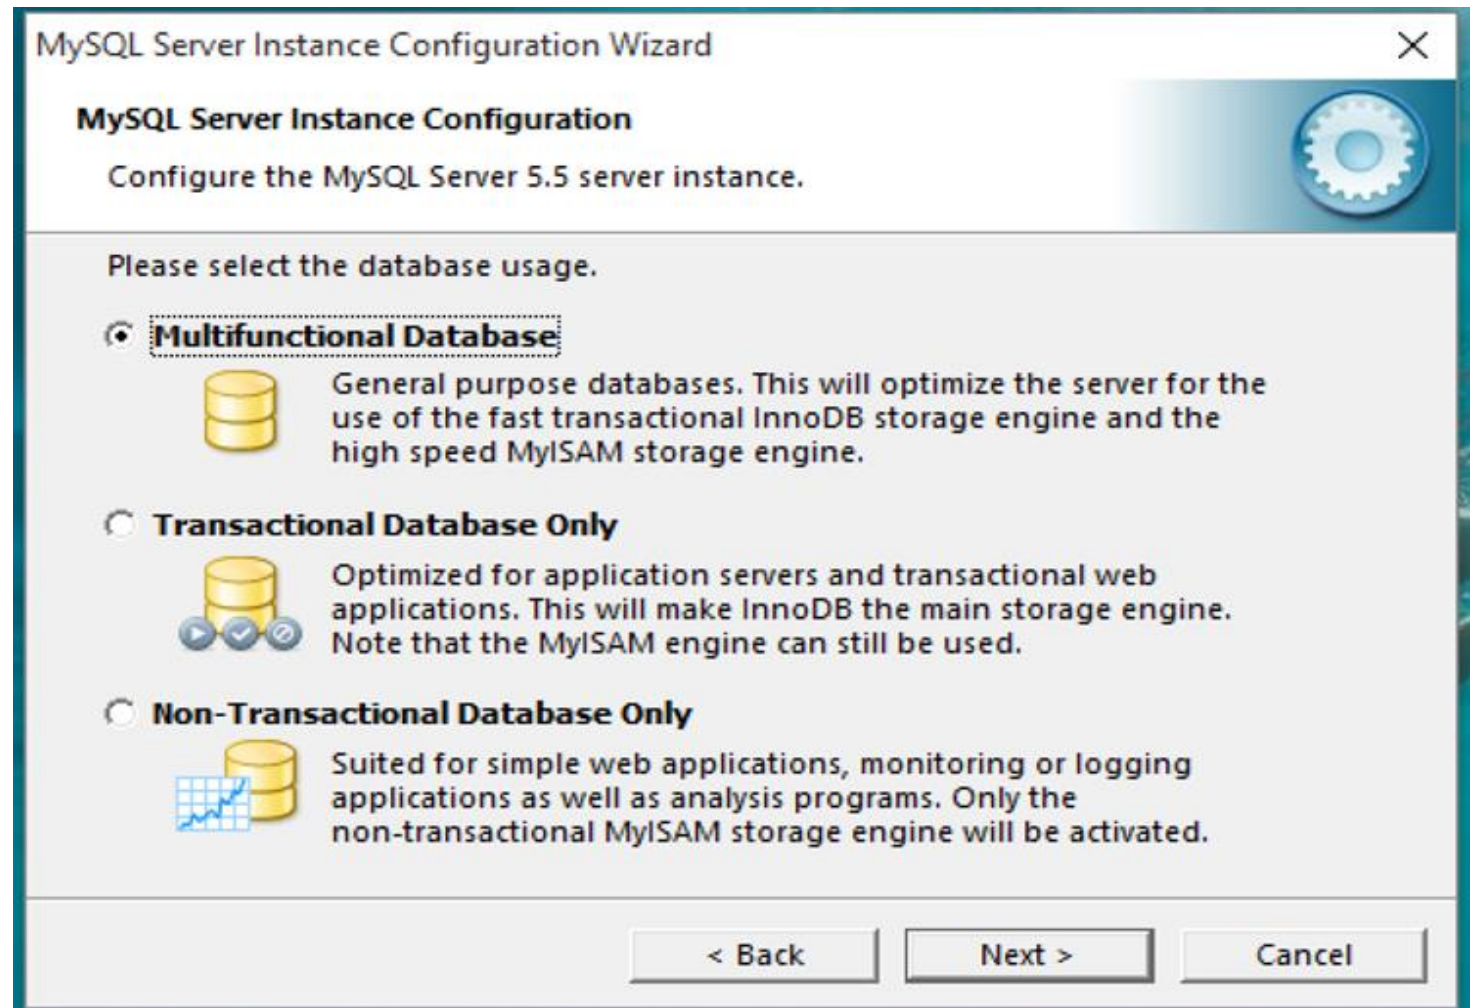 MySQL Server Instance Configuration Wizard
MySQL Server Instance Configuration
Configure the MySQL Server 5.5 server instance.
Please select the database usage.
Multifunctional Database
General purpose databases. This will optimize the server for the
use of the fast transactional InnoDB storage engine and the
high speed MyISAM storage engine.
Transactional Database Only
Optimized for application servers and transactional web
applications. This will make InnoDB the main storage engine.
Note that the MyISAM engine can still be used.
Non-Transactional Database Only
Suited for simple web applications, monitoring or logging
applications as well as analysis programs. Only the
non-transactional MyISAM storage engine will be activated.
< Back Next > Cancel